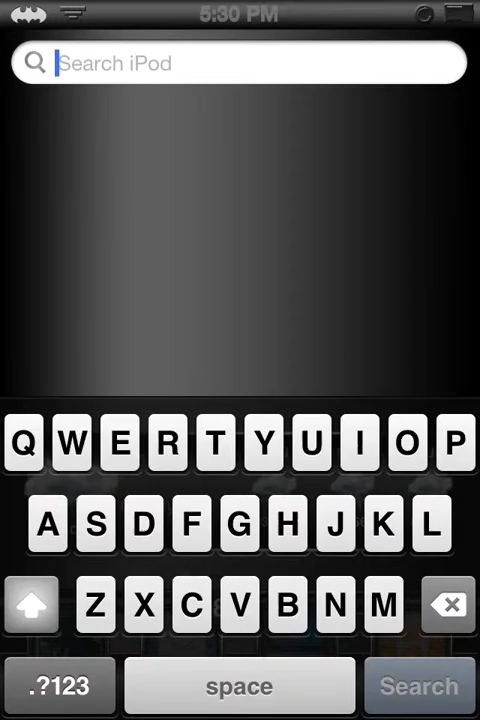 5:30 PM
Search iPod
Q W E R T Y U I O P
A S D F G H J K L
Z X C V B N M
.?123 space Search